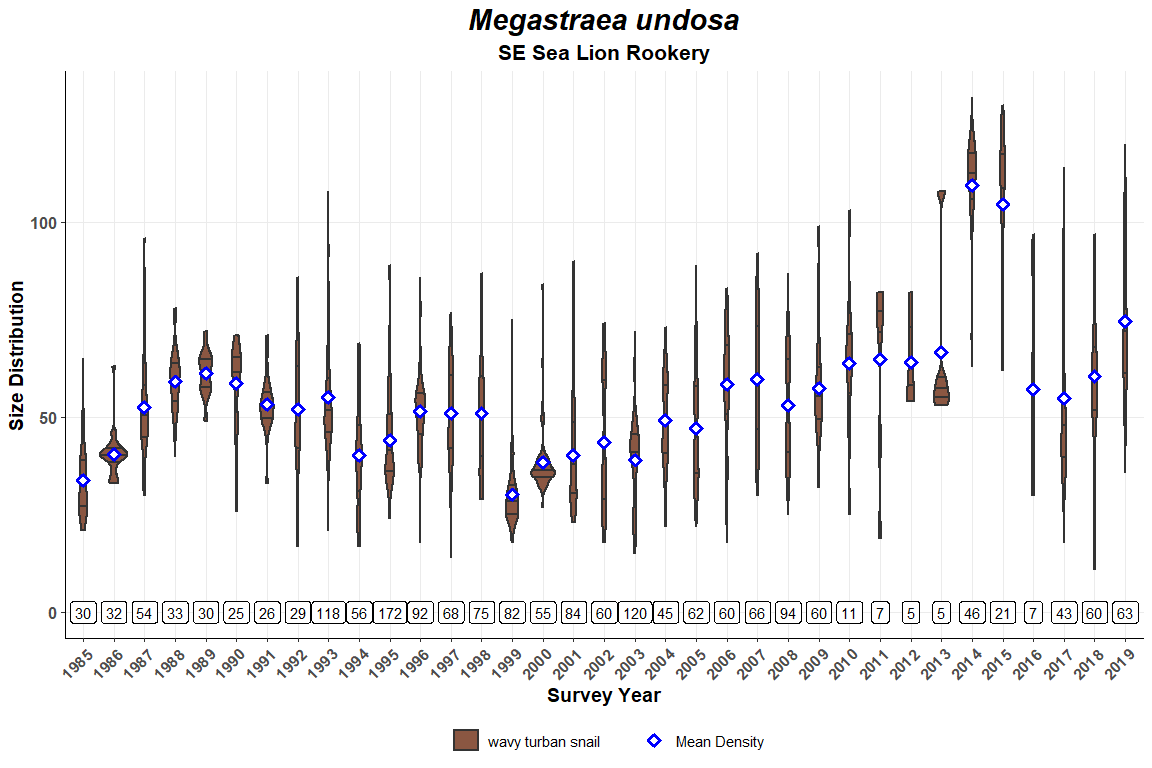 Megastraea undosa
SE Sea Lion Rookery
Size Distribution
100
50
0
30 32 54 33 30 25 26 29 118 56 172 92 68 75 82 55 84 60 120 45 62 60 66 94 60 11 7 5 5 46 21 7 43 60 63
1985 1986 1987 1988 1989 1990 1991 1992 1993 1994 1995 1996 1997 1998 1999 2000 2001 2002 2003 2004 2005 2006 2007 2008 2009 2010 2011 2012 2013 2014 2015 2016 2017 2018 2019
Survey Year
wavy turban snail Mean Density